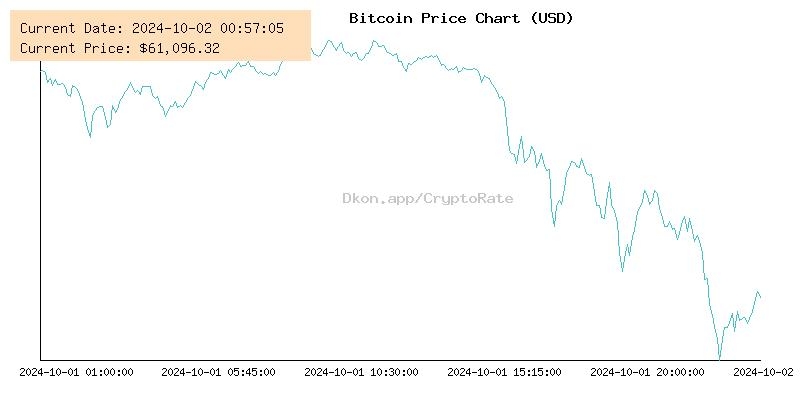 Bitcoin Price Chart (USD)
Current Date: 2024-10-02 00:57:05
Current Price: $61,096.32
Dkon.app/CryptoRate
2024-10-01 01:00:00 2024-10-01 05:45:00 2024-10-01 10:30:00 2024-10-01 15:15:00 2024-10-01 20:00:00 2024-10-02